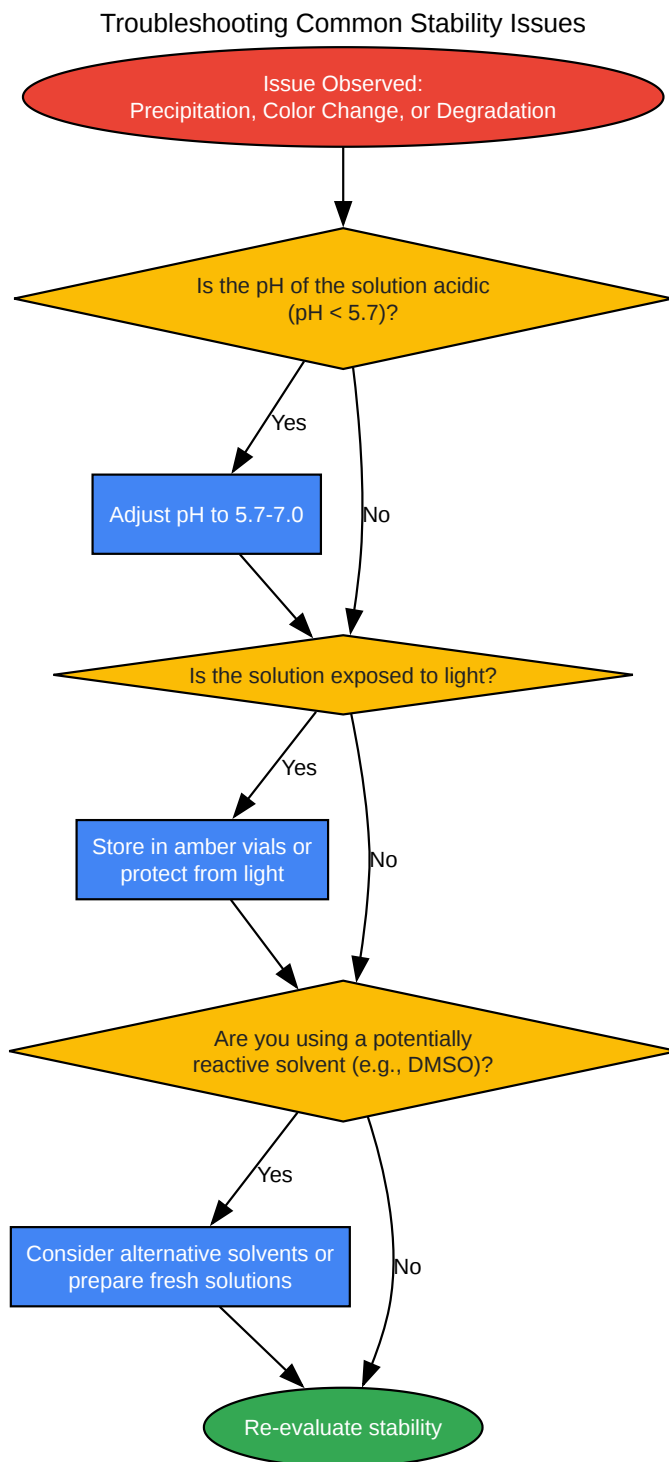 Troubleshooting Common Stability Issues
Issue Observed:
Precipitation, Color Change, or Degradation
Is the pH of the solution acidic
(pH < 5.7)?
Yes
Adjust pH to 5.7-7.0
No
Is the solution exposed to light?
Yes
Store in amber vials or
protect from light
No
Are you using a potentially
reactive solvent (e.g., DMSO)?
Yes
Consider alternative solvents or
prepare fresh solutions
No
Re-evaluate stability